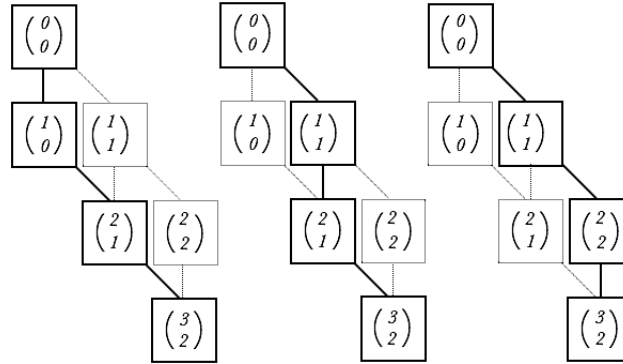 (0 0) (0 0) (0 0)
(1 0) (1 1) (1 0) (1 1) (1 0) (1 1)
(2 1) (2 2) (2 1) (2 2) (2 1) (2 2)
(3 2) (3 2) (3 2)